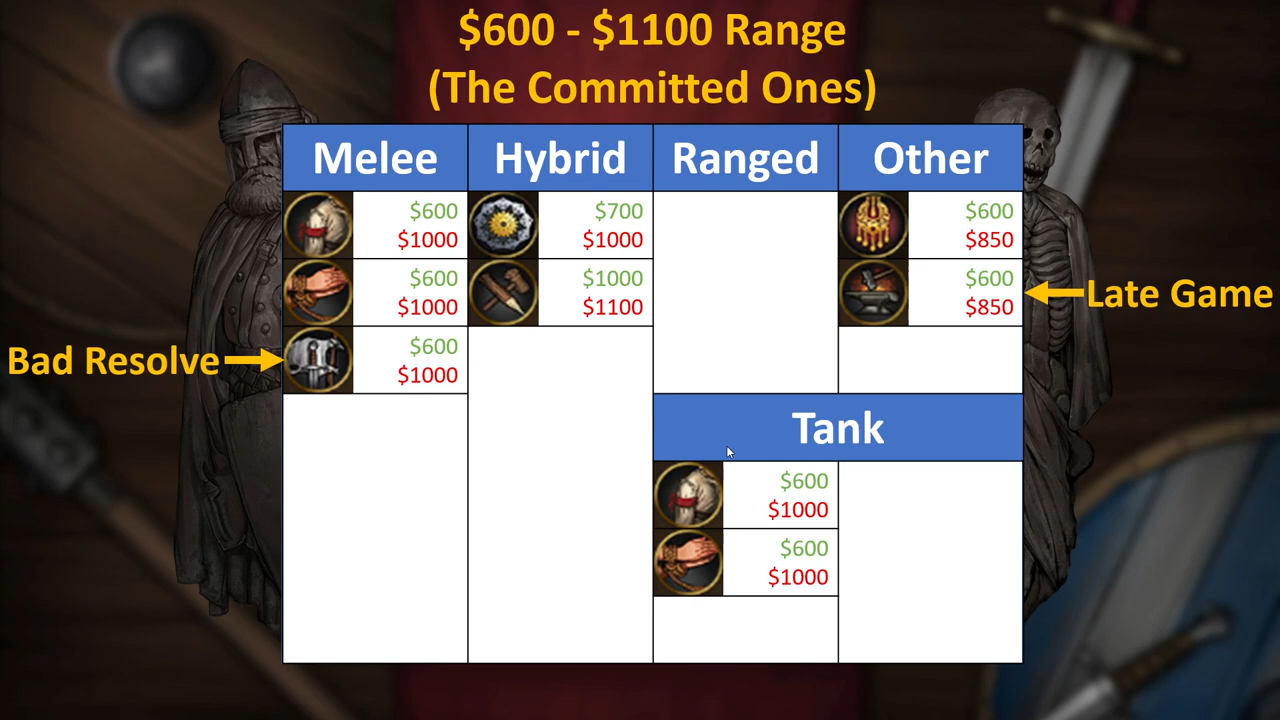 $600 - $1100 Range
(The Committed Ones)
Melee
Hybrid
Ranged
Other
$600
$1000
$700
$1000
$600
$850
$600
$1000
$1000
$1100
$600
$850
Late Game
Bad Resolve
$600
$1000
Tank
$600
$1000
$600
$1000